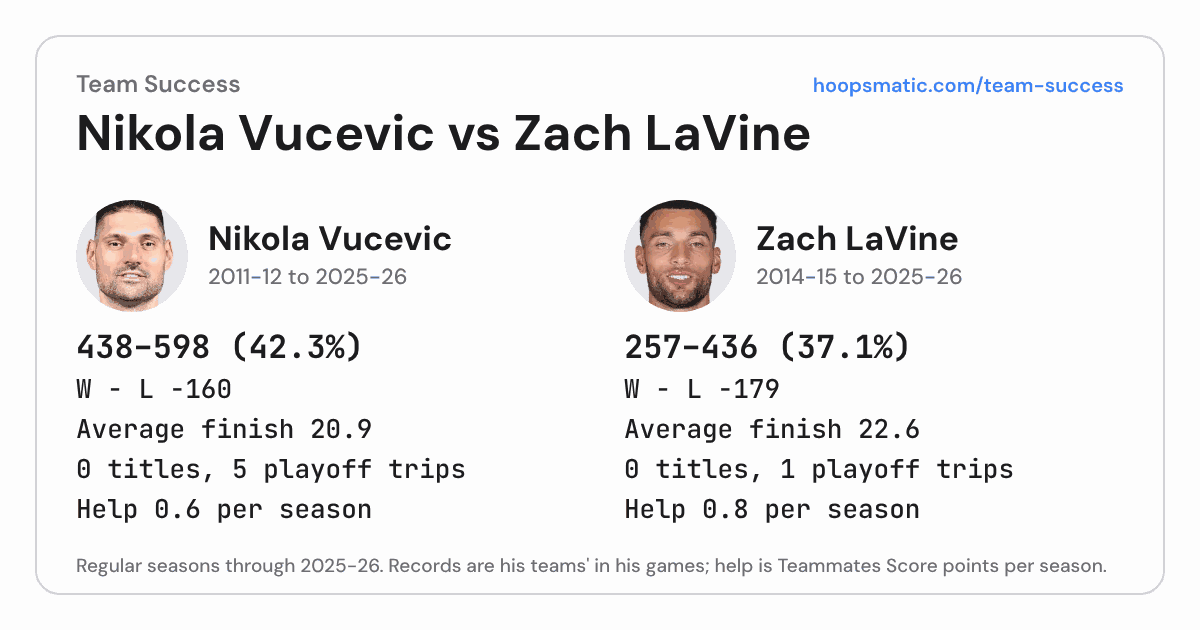 Team Success
hoopsmatic.com/team-success
Nikola Vucevic vs Zach LaVine
Nikola Vucevic
2011-12 to 2025-26
438-598 (42.3%)
W - L -160
Average finish 20.9
0 titles, 5 playoff trips
Help 0.6 per season
Zach LaVine
2014-15 to 2025-26
257-436 (37.1%)
W - L -179
Average finish 22.6
0 titles, 1 playoff trips
Help 0.8 per season
Regular seasons through 2025-26. Records are his teams' in his games; help is Teammates Score points per season.